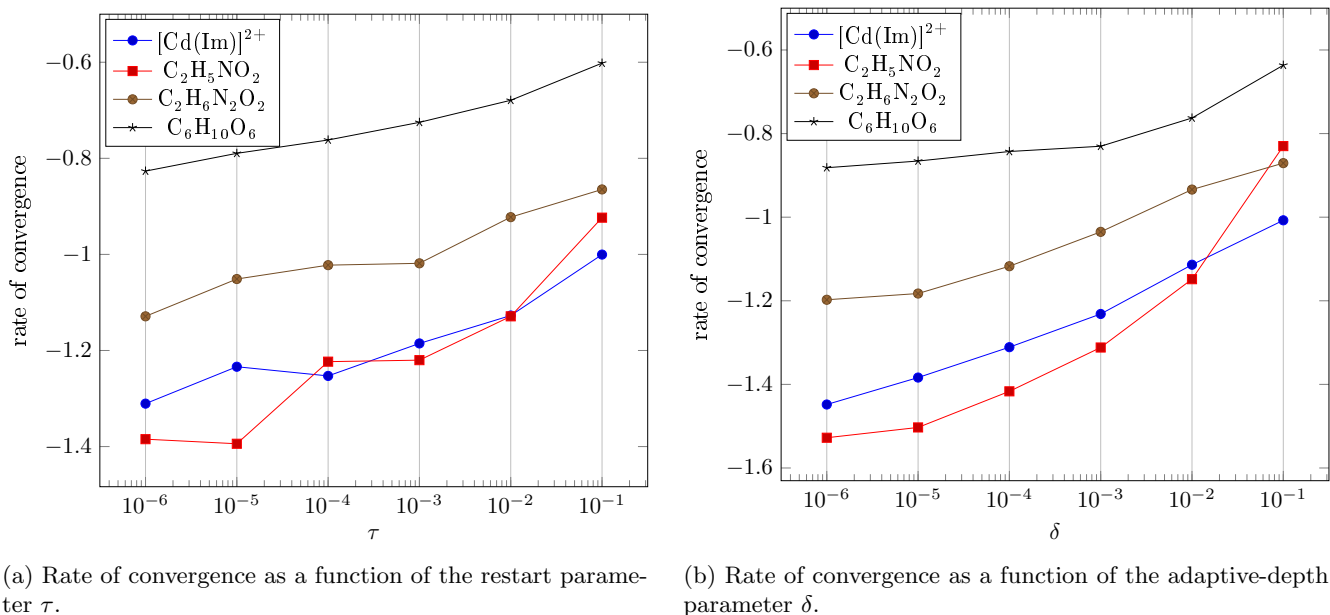 [Cd(Im)]²⁺
C₂H₅NO₂
C₂H₆N₂O₂
C₆H₁₀O₆
rate of convergence
−0.6
−0.8
−1
−1.2
−1.4
10⁻⁶ 10⁻⁵ 10⁻⁴ 10⁻³ 10⁻² 10⁻¹
τ
(a) Rate of convergence as a function of the restart parame-
ter τ.
[Cd(Im)]²⁺
C₂H₅NO₂
C₂H₆N₂O₂
C₆H₁₀O₆
rate of convergence
−0.6
−0.8
−1
−1.2
−1.4
−1.6
10⁻⁶ 10⁻⁵ 10⁻⁴ 10⁻³ 10⁻² 10⁻¹
δ
(b) Rate of convergence as a function of the adaptive-depth
parameter δ.